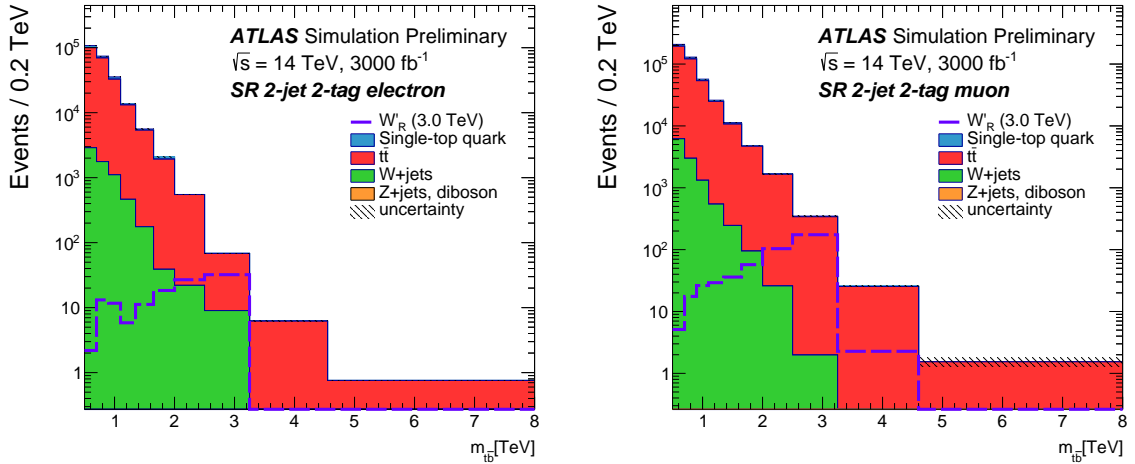 Events / 0.2 TeV
10⁵
10⁴
10³
10²
10
1
ATLAS Simulation Preliminary
√s = 14 TeV, 3000 fb⁻¹
SR 2-jet 2-tag electron
W'_R (3.0 TeV)
Single-top quark
tt̄
W+jets
Z+jets, diboson
uncertainty
1 2 3 4 5 6 7 8
m_tb̄[TeV]
Events / 0.2 TeV
10⁵
10⁴
10³
10²
10
1
ATLAS Simulation Preliminary
√s = 14 TeV, 3000 fb⁻¹
SR 2-jet 2-tag muon
W'_R (3.0 TeV)
Single-top quark
tt̄
W+jets
Z+jets, diboson
uncertainty
1 2 3 4 5 6 7 8
m_tb̄[TeV]